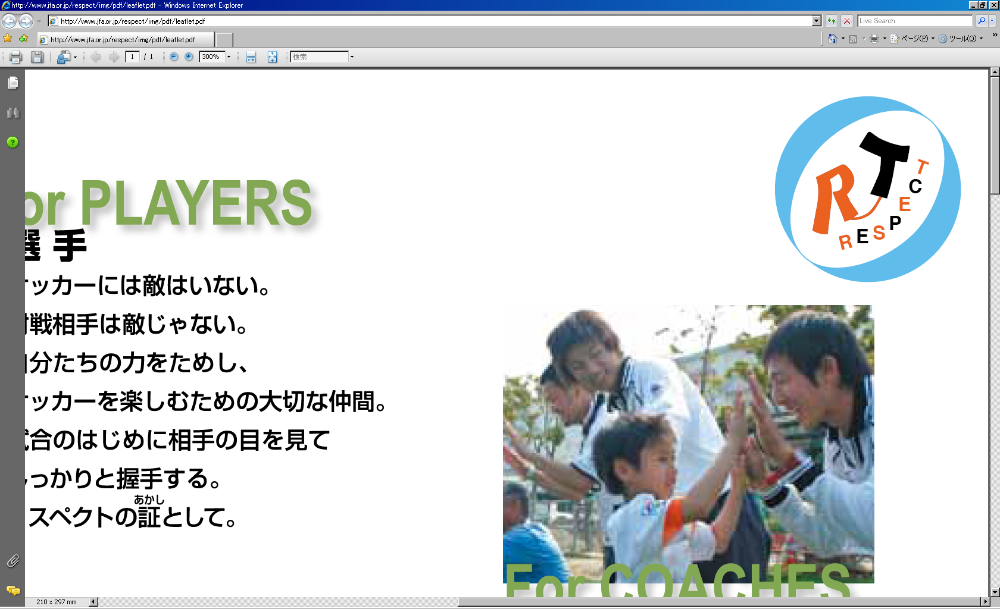 http://www.jfa.or.jp/respect/img/pdf/leaflet.pdf - Windows Internet Explorer
http://www.jfa.or.jp/respect/img/pdf/leaflet.pdf
Live Search
http://www.jfa.or.jp/respect/img/pdf/leaflet.pdf
ページ(P)
ツール(O)
1 / 1
300%
検索
RT
RESPECT
or PLAYERS
選 手
ッカーには敵はいない。
対戦相手は敵じゃない。
自分たちの力をためし、
ッカーを楽しむための大切な仲間。
試合のはじめに相手の目を見て
っかりと握手する。
あかし
スペクトの証として。
For COACHES
210 x 297 mm